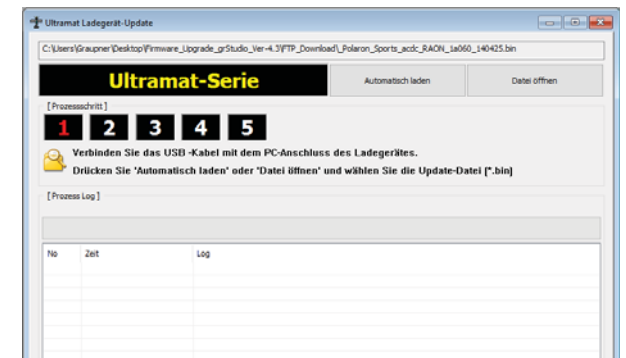 Ultramat Ladegerät-Update
C:\Users\Graupner\Desktop\Firmware_Upgrade_grStudio_Ver-4.3\FTP_Download\_Polaron_Sports_acdc_RAON_1a060_140425.bin
Ultramat-Serie
Automatisch laden
Datei öffnen
[ Prozessschritt ]
1 2 3 4 5
Verbinden Sie das USB -Kabel mit dem PC-Anschluss des Ladegerätes.
Drücken Sie 'Automatisch laden' oder 'Datei öffnen' und wählen Sie die Update-Datei (*.bin)
[ Prozess Log ]
No Zeit Log